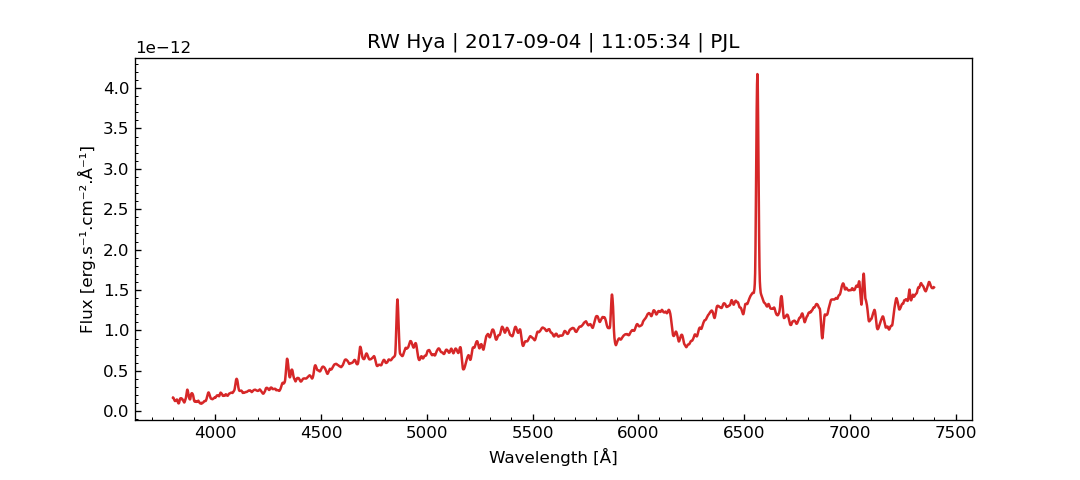 RW Hya | 2017-09-04 | 11:05:34 | PJL
1e−12
4.0
3.5
3.0
2.5
2.0
1.5
1.0
0.5
0.0
Flux [erg.s⁻¹.cm⁻².Å⁻¹]
4000 4500 5000 5500 6000 6500 7000 7500
Wavelength [Å]